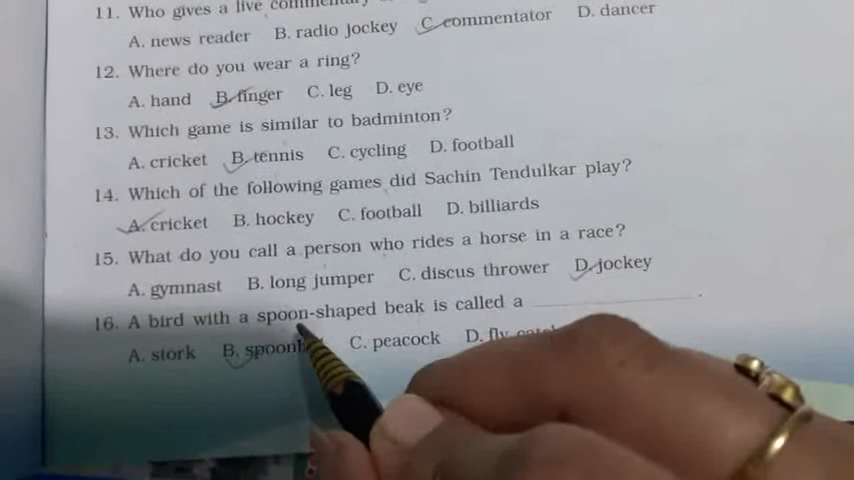 11. Who gives a live commentary
A. news reader B. radio jockey C. commentator D. dancer
12. Where do you wear a ring?
A. hand B. finger C. leg D. eye
13. Which game is similar to badminton?
A. cricket B. tennis C. cycling D. football
14. Which of the following games did Sachin Tendulkar play?
A. cricket B. hockey C. football D. billiards
15. What do you call a person who rides a horse in a race?
A. gymnast B. long jumper C. discus thrower D. jockey
16. A bird with a spoon-shaped beak is called a ______.
A. stork B. C. peacock D. fly